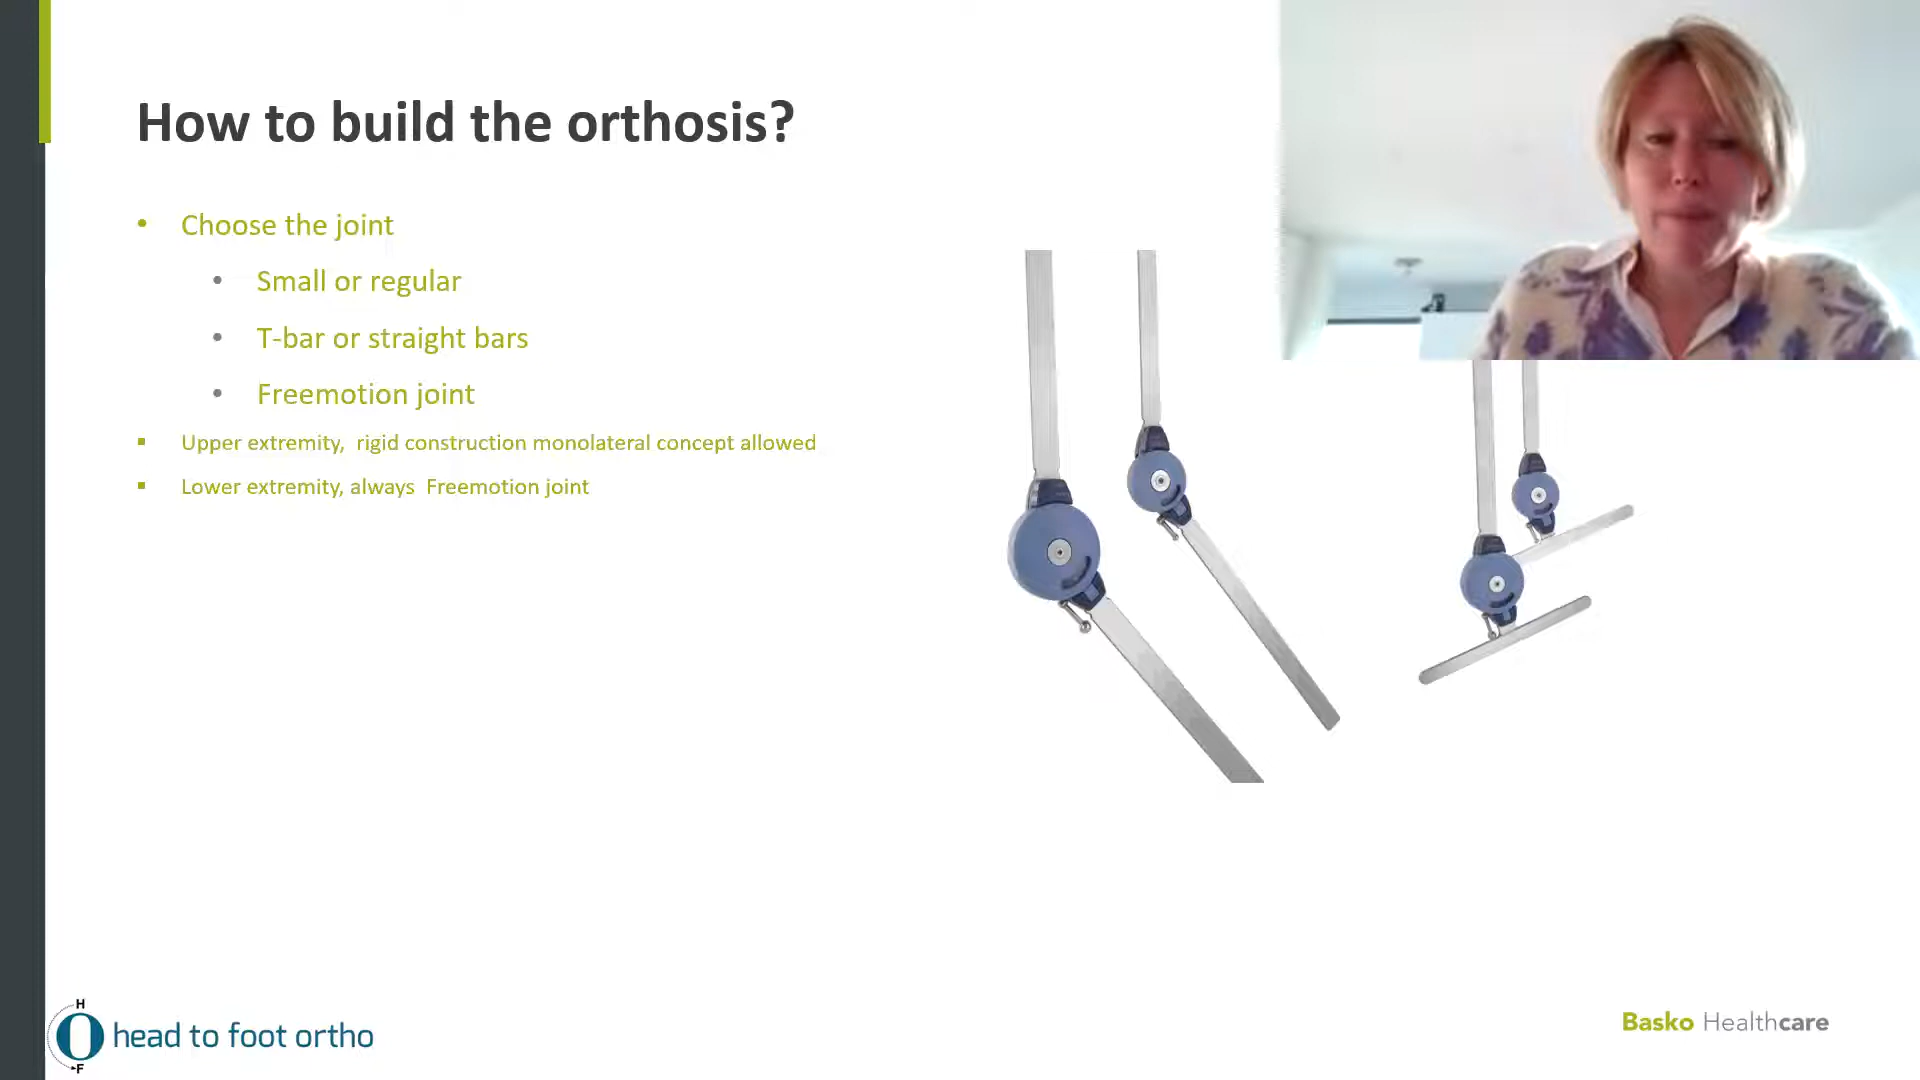 How to build the orthosis?
Choose the joint
Small or regular
T-bar or straight bars
Freemotion joint
Upper extremity, rigid construction monolateral concept allowed
Lower extremity, always Freemotion joint
H
head to foot ortho
F
Basko Healthcare